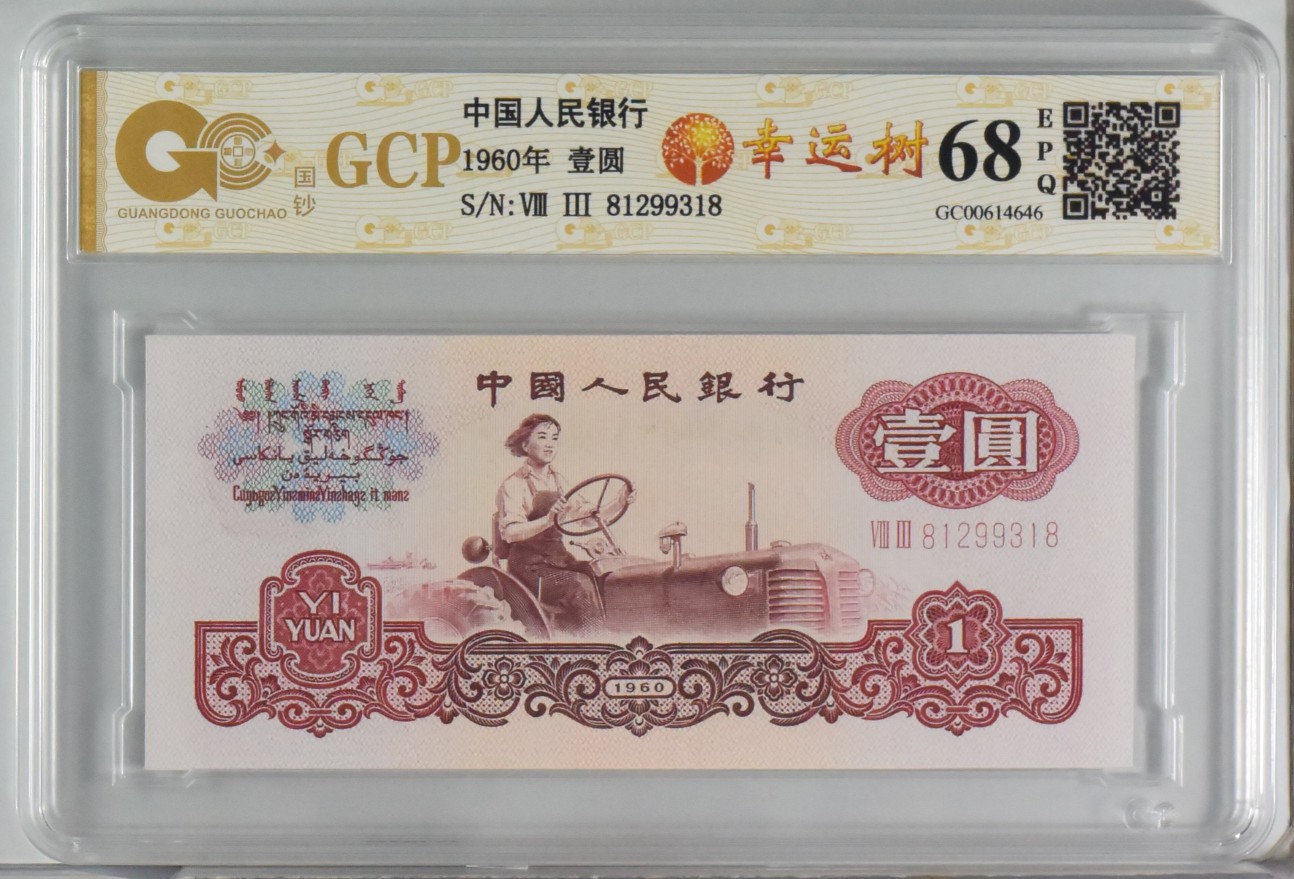 GUANGDONG GUOCHAO
国钞
GCP
中国人民银行
1960年 壹圆
S/N: Ⅷ Ⅲ 81299318
幸运树
68
EPQ
GC00614646
中國人民銀行
壹圓
Ⅷ Ⅲ 81299318
YI
YUAN
1
1960